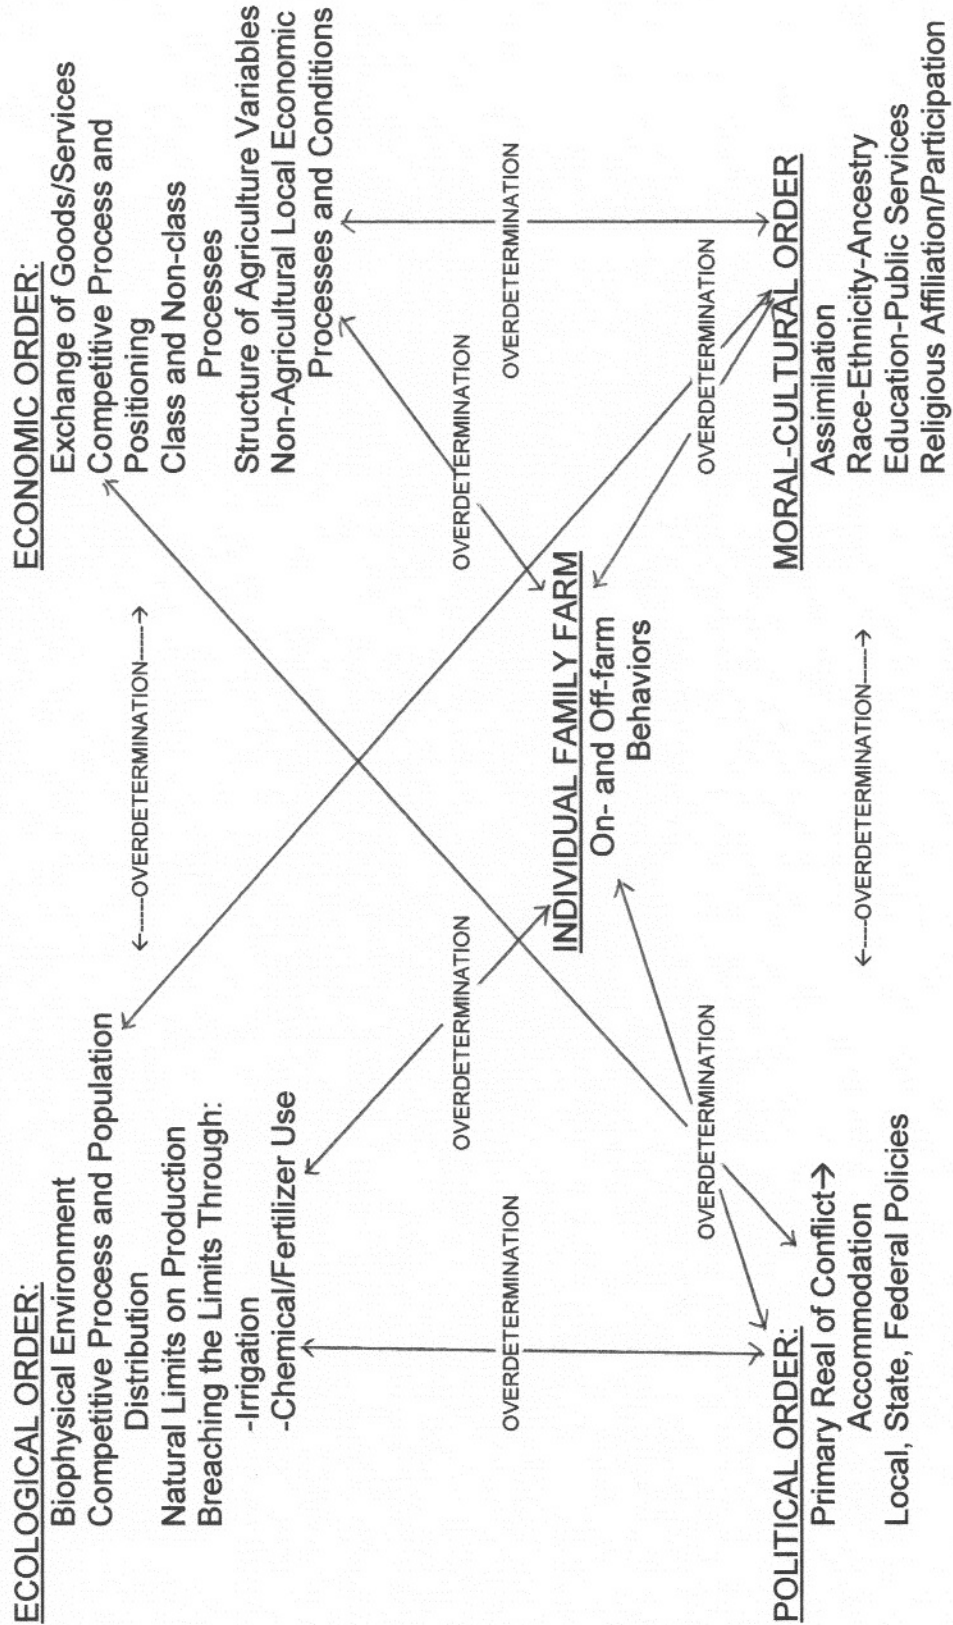 ECOLOGICAL ORDER:
Biophysical Environment
Competitive Process and Population
Distribution
Natural Limits on Production
Breaching the Limits Through:
-Irrigation
-Chemical/Fertilizer Use
←----OVERDETERMINATION----→
ECONOMIC ORDER:
Exchange of Goods/Services
Competitive Process and
Positioning
Class and Non-class
Processes
Structure of Agriculture Variables
Non-Agricultural Local Economic
Processes and Conditions
OVERDETERMINATION
OVERDETERMINATION
OVERDETERMINATION
OVERDETERMINATION
INDIVIDUAL FAMILY FARM
On- and Off-farm
Behaviors
OVERDETERMINATION
OVERDETERMINATION
POLITICAL ORDER:
Primary Real of Conflict→
Accommodation
Local, State, Federal Policies
←----OVERDETERMINATION----→
MORAL-CULTURAL ORDER
Assimilation
Race-Ethnicity-Ancestry
Education-Public Services
Religious Affiliation/Participation